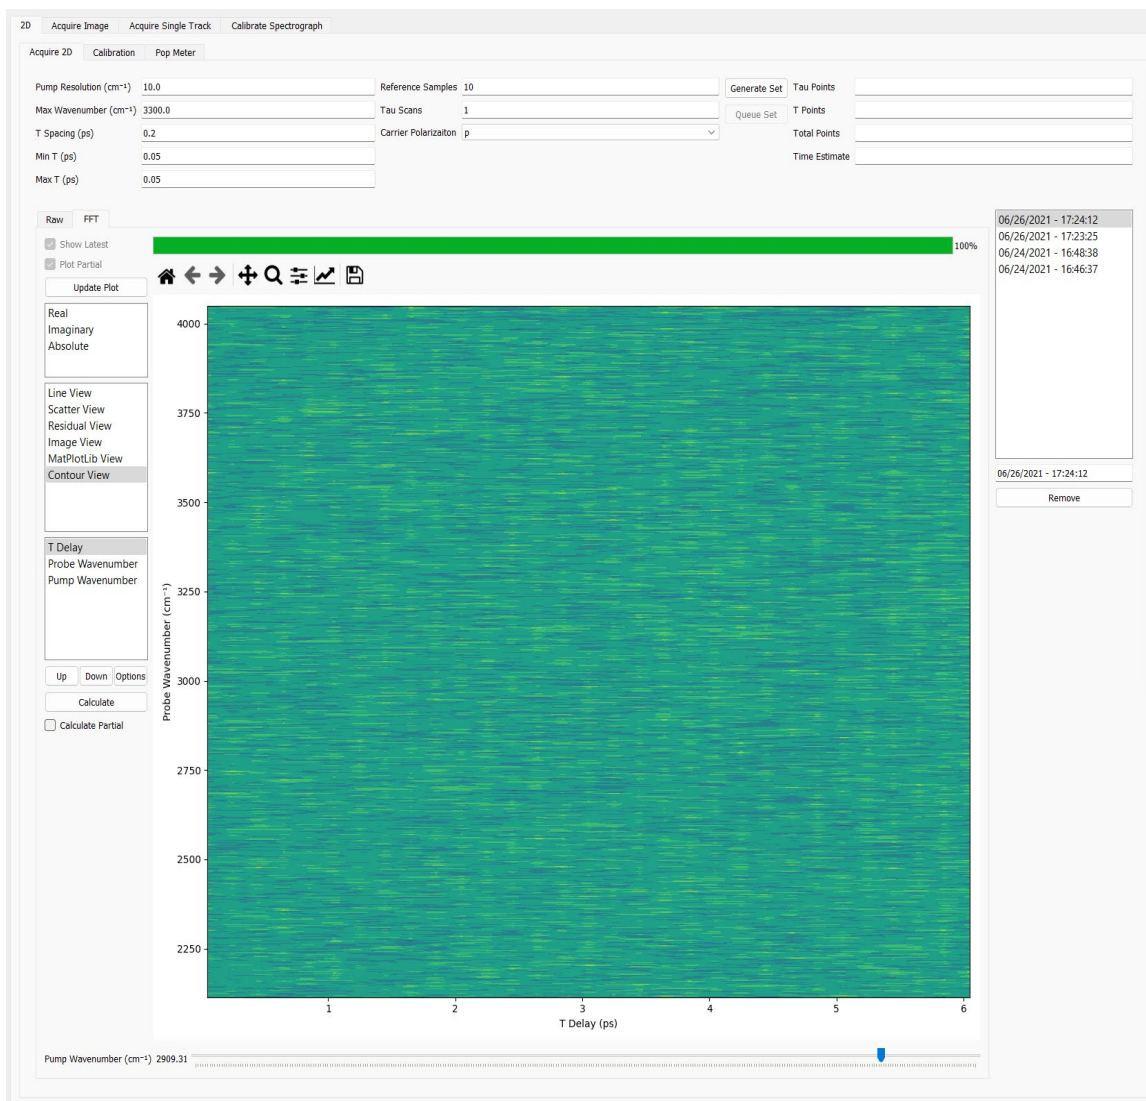 2D Acquire Image Acquire Single Track Calibrate Spectrograph
Acquire 2D Calibration Pop Meter
Pump Resolution (cm⁻¹) 10.0 Reference Samples 10 Generate Set Tau Points
Max Wavenumber (cm⁻¹) 3300.0 Tau Scans 1 Queue Set T Points
T Spacing (ps) 0.2 Carrier Polarizaiton p Total Points
Min T (ps) 0.05 Time Estimate
Max T (ps) 0.05
Raw FFT
Show Latest
Plot Partial
Update Plot
100%
Real
Imaginary
Absolute
Line View
Scatter View
Residual View
Image View
MatPlotLib View
Contour View
T Delay
Probe Wavenumber
Pump Wavenumber
Up Down Options
Calculate
Calculate Partial
Probe Wavenumber (cm⁻¹)
4000
3750
3500
3250
3000
2750
2500
2250
1 2 3 4 5 6
T Delay (ps)
Pump Wavenumber (cm⁻¹) 2909.31
06/26/2021 - 17:24:12
06/26/2021 - 17:23:25
06/24/2021 - 16:48:38
06/24/2021 - 16:46:37
06/26/2021 - 17:24:12
Remove